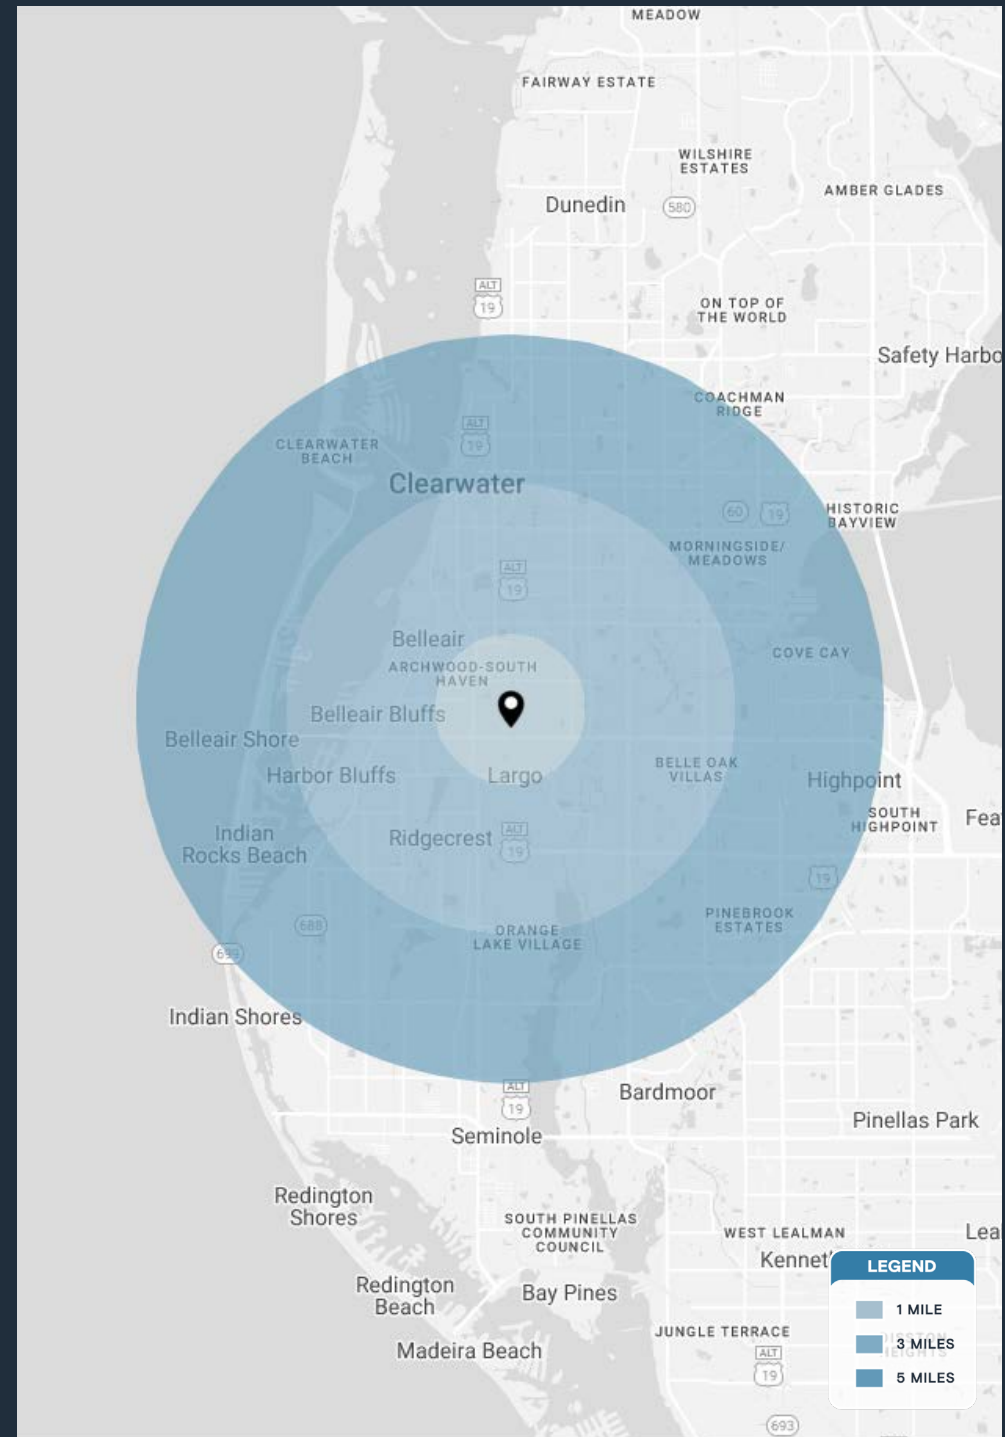 MEADOW
FAIRWAY ESTATE
WILSHIRE
ESTATES
AMBER GLADES
Dunedin
580
ALT
19
ON TOP OF
THE WORLD
Safety Harbo
COACHMAN
RIDGE
ALT
19
CLEARWATER
BEACH
Clearwater
60
19
HISTORIC
BAYVIEW
MORNINGSIDE/
MEADOWS
ALT
19
Belleair
COVE CAY
ARCHWOOD-SOUTH
HAVEN
Belleair Bluffs
Belleair Shore
Harbor Bluffs
Largo
BELLE OAK
VILLAS
Highpoint
SOUTH
HIGHPOINT
Fea
Indian
Rocks Beach
Ridgecrest
ALT
19
19
PINEBROOK
ESTATES
688
ORANGE
LAKE VILLAGE
699
Indian Shores
ALT
19
Bardmoor
Pinellas Park
Seminole
Redington
Shores
SOUTH PINELLAS
COMMUNITY
COUNCIL
WEST LEALMAN
Lea
Kennet
LEGEND
Redington
Beach
Bay Pines
1 MILE
JUNGLE TERRACE
3 MILES
Madeira Beach
ALT
19
5 MILES
693